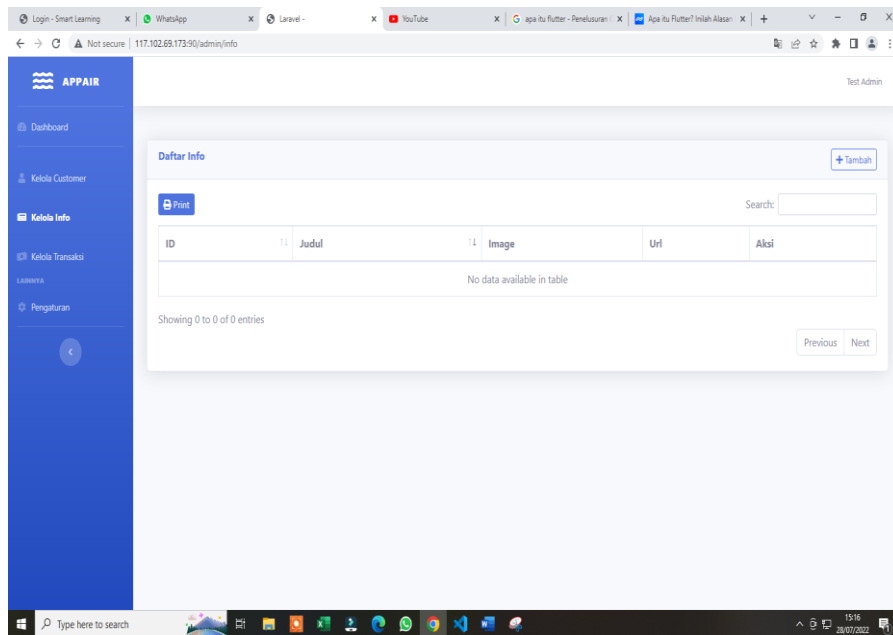 Login - Smart Learning
WhatsApp
Laravel -
YouTube
apa itu flutter - Penelusuran
Apa itu Flutter? Inilah Alasan
Not secure | 117.102.69.173:90/admin/info
APPAIR
Test Admin
Dashboard
Kelola Customer
Kelola Info
Kelola Transaksi
LAINNYA
Pengaturan
Daftar Info
+ Tambah
Print
Search:
ID Judul Image Url Aksi
No data available in table
Showing 0 to 0 of 0 entries
Previous Next
Type here to search
15:16
28/07/2022